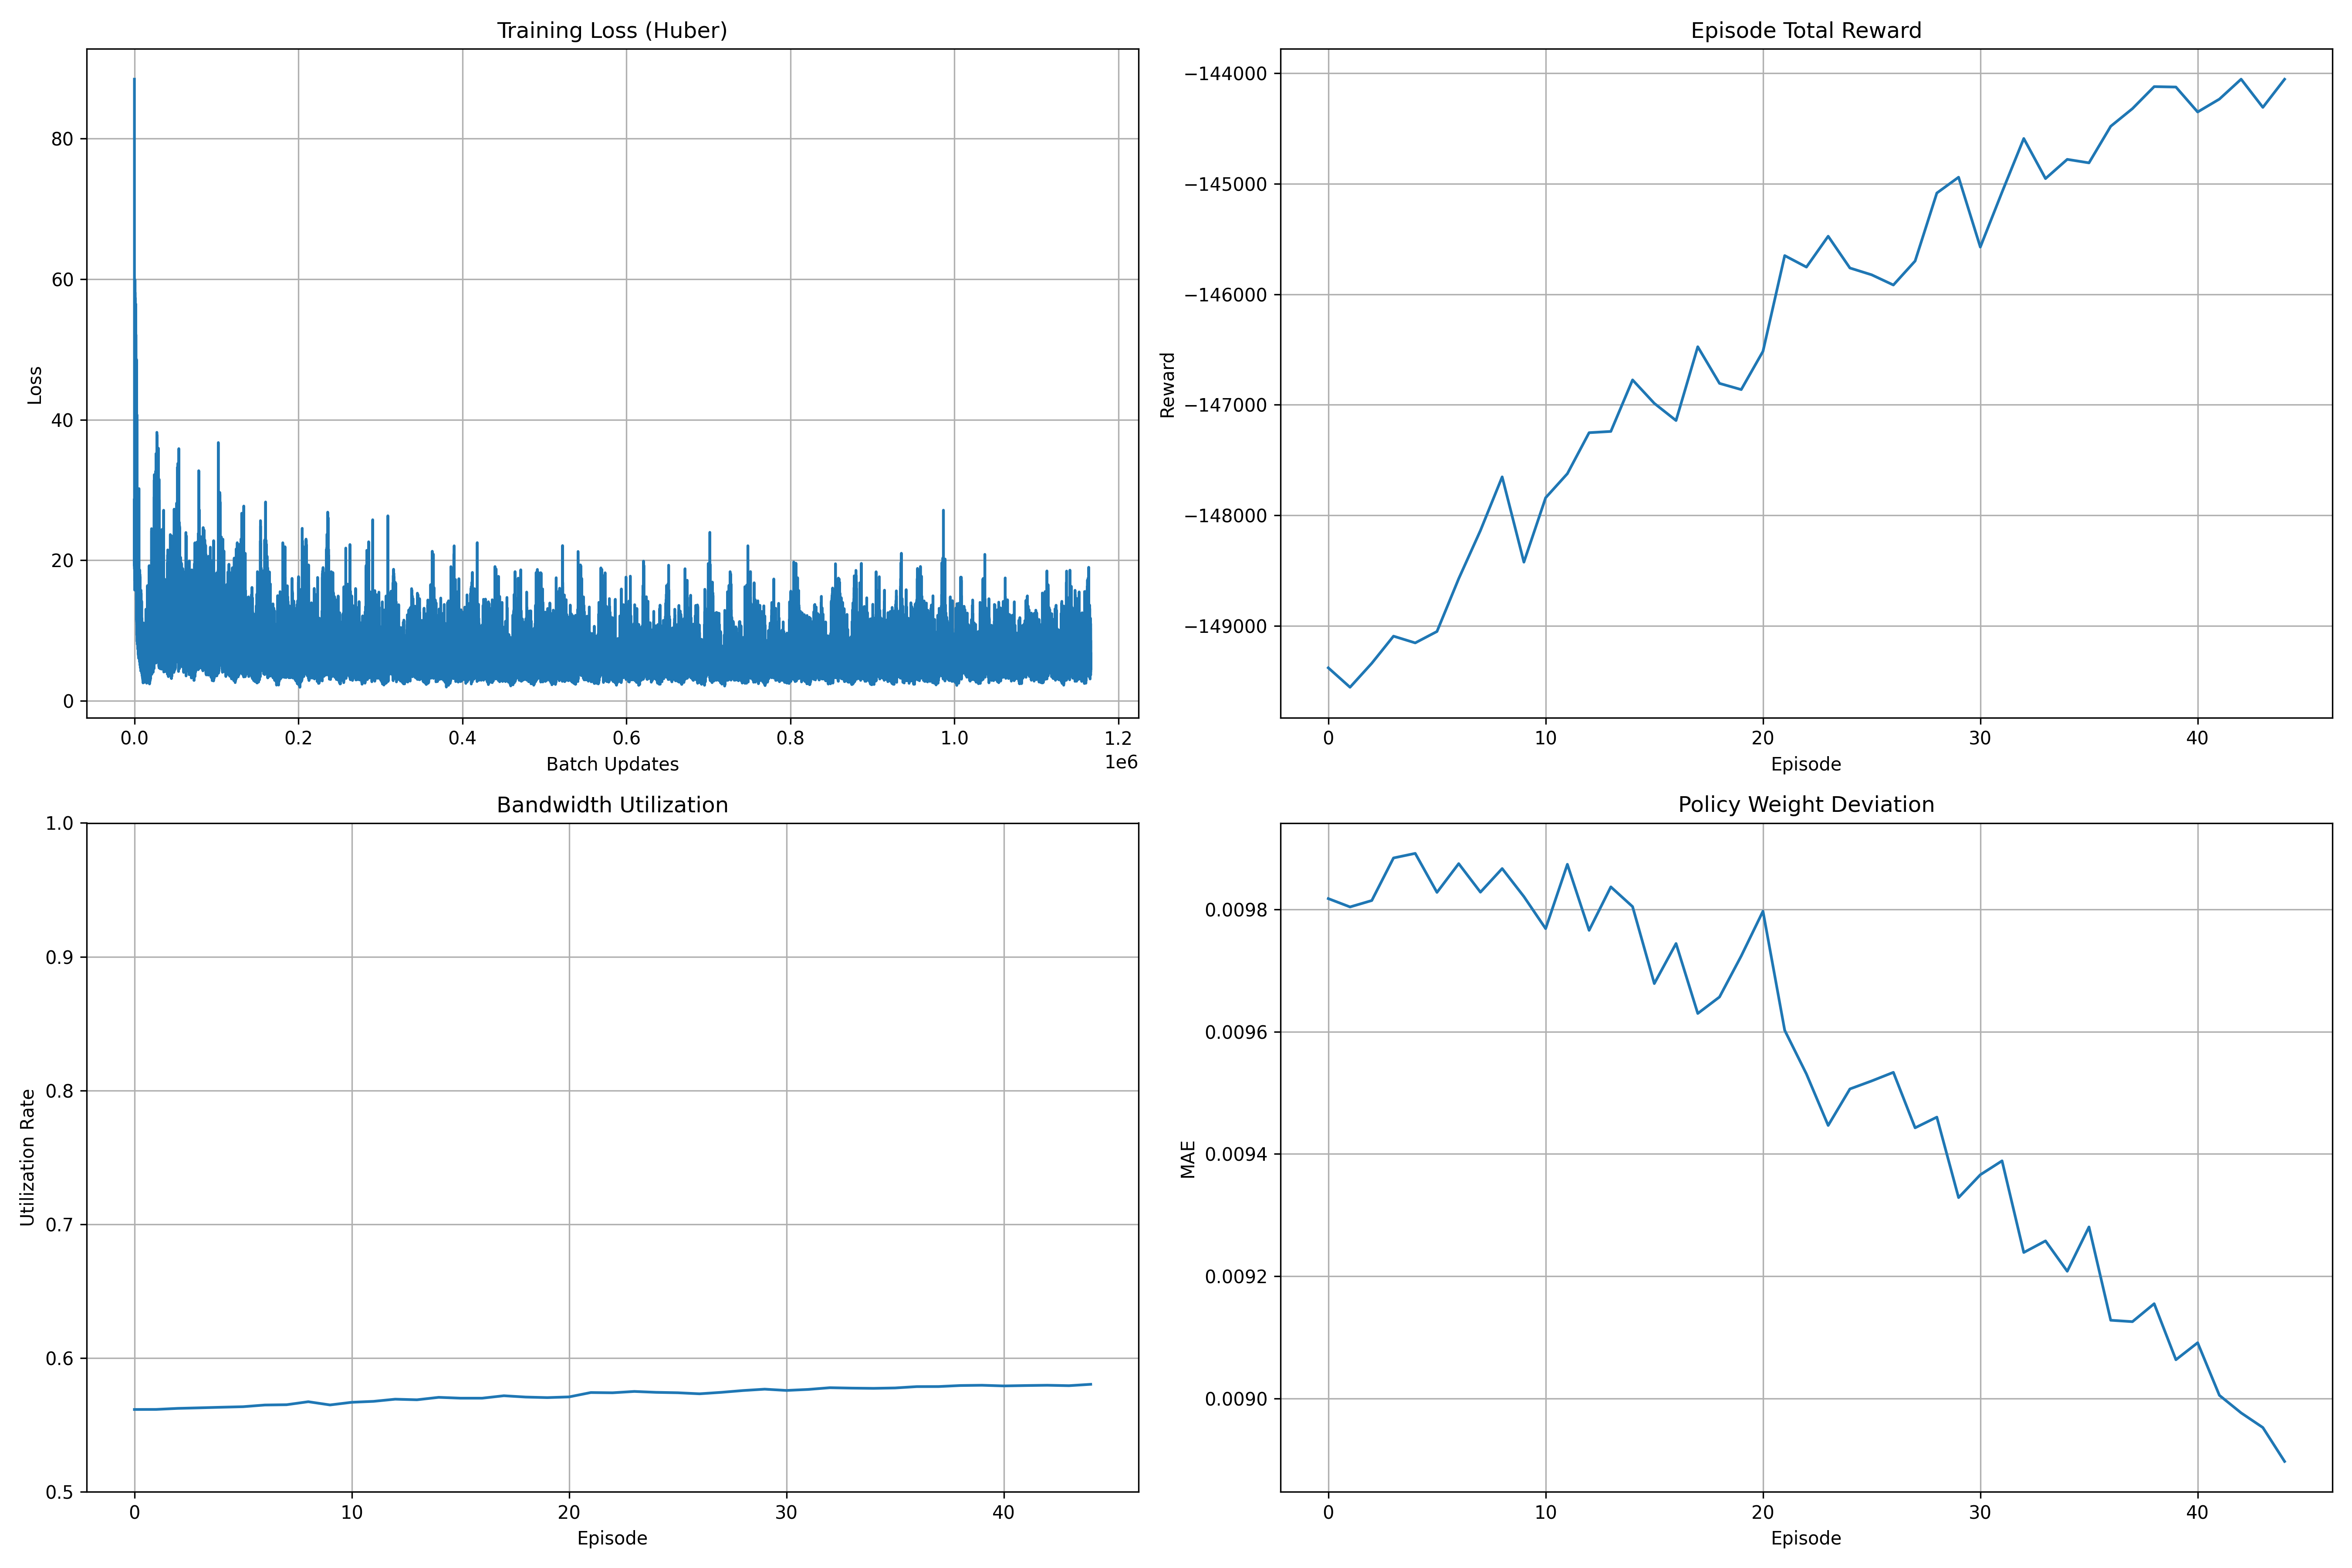 Training Loss (Huber)
Loss
80
60
40
20
0
0.0 0.2 0.4 0.6 0.8 1.0 1.2
1e6
Batch Updates
Episode Total Reward
Reward
−144000
−145000
−146000
−147000
−148000
−149000
0 10 20 30 40
Episode
Bandwidth Utilization
Utilization Rate
1.0
0.9
0.8
0.7
0.6
0.5
0 10 20 30 40
Episode
Policy Weight Deviation
MAE
0.0098
0.0096
0.0094
0.0092
0.0090
0 10 20 30 40
Episode